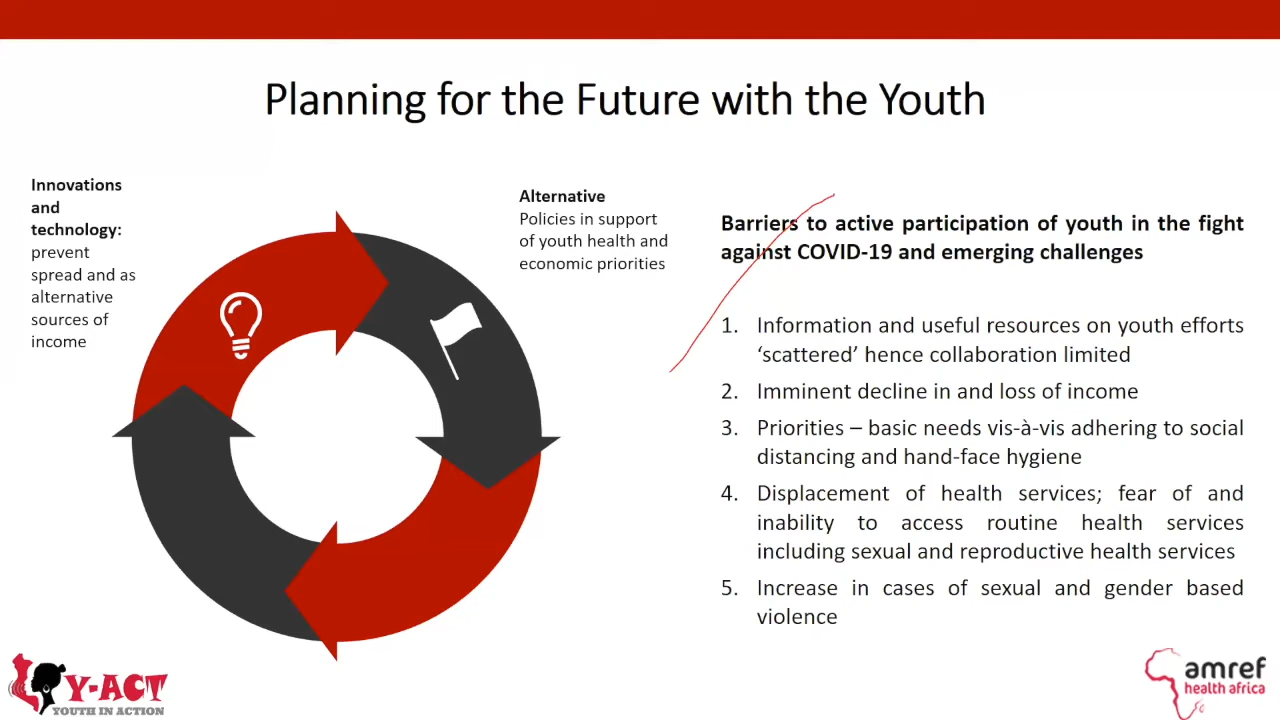 Planning for the Future with the Youth
Innovations
and
technology:
prevent
spread and as
alternative
sources of
income
Alternative
Policies in support
of youth health and
economic priorities
Barriers to active participation of youth in the fight
against COVID-19 and emerging challenges
1. Information and useful resources on youth efforts
‘scattered’ hence collaboration limited
2. Imminent decline in and loss of income
3. Priorities – basic needs vis-à-vis adhering to social
distancing and hand-face hygiene
4. Displacement of health services; fear of and
inability to access routine health services
including sexual and reproductive health services
5. Increase in cases of sexual and gender based
violence
Y-ACT
YOUTH IN ACTION
amref
health africa